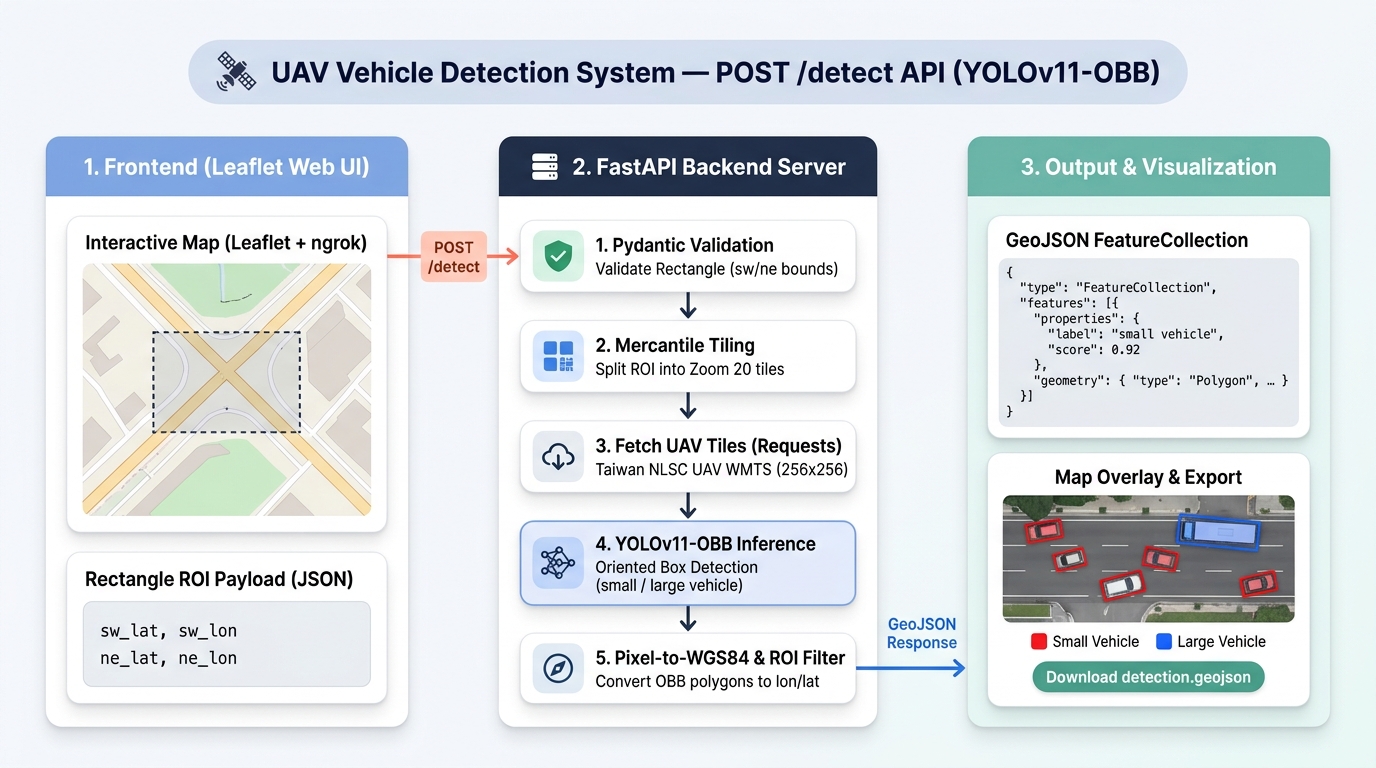 UAV Vehicle Detection System — POST /detect API (YOLOv11-OBB)
1. Frontend (Leaflet Web UI)
Interactive Map (Leaflet + ngrok)
Rectangle ROI Payload (JSON)
sw_lat, sw_lon
ne_lat, ne_lon
POST
/detect
2. FastAPI Backend Server
1. Pydantic Validation
Validate Rectangle (sw/ne bounds)
2. Mercantile Tiling
Split ROI into Zoom 20 tiles
3. Fetch UAV Tiles (Requests)
Taiwan NLSC UAV WMTS (256x256)
4. YOLOv11-OBB Inference
Oriented Box Detection
(small / large vehicle)
5. Pixel-to-WGS84 & ROI Filter
Convert OBB polygons to lon/lat
GeoJSON
Response
3. Output & Visualization
GeoJSON FeatureCollection
{
"type": "FeatureCollection",
"features": [{
"properties": {
"label": "small vehicle",
"score": 0.92
},
"geometry": { "type": "Polygon", … }
}]
}
Map Overlay & Export
Small Vehicle
Large Vehicle
Download detection.geojson